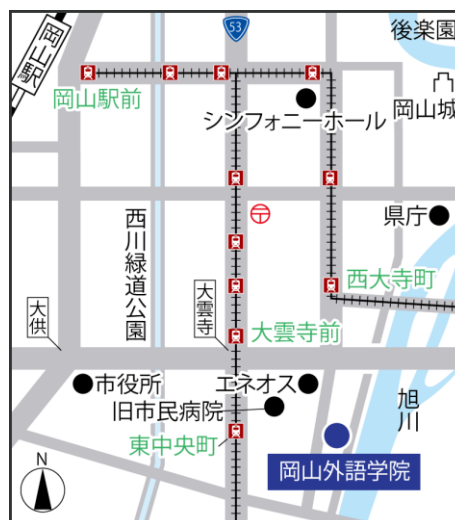 53
後楽園
岡山駅
岡山城
岡山駅前
シンフォニーホール
〒
県庁
西川緑道公園
西大寺町
大供
大雲寺
大雲寺前
市役所
エネオス
旭川
旧市民病院
東中央町
岡山外語学院
N